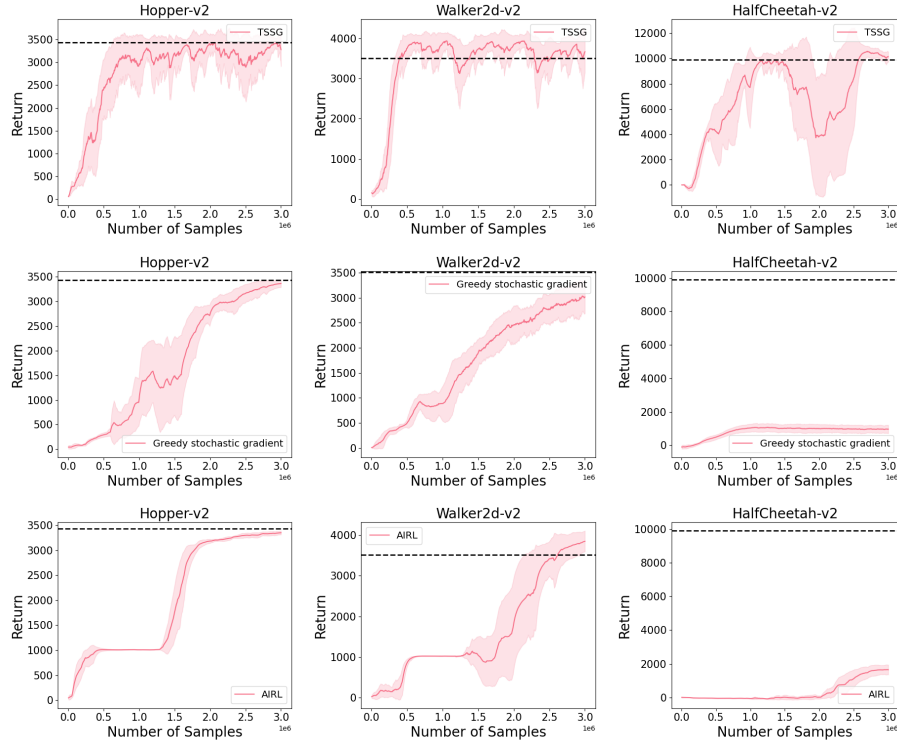 Hopper-v2
TSSG
3500
3000
2500
2000
1500
1000
500
0
Return
0.0 0.5 1.0 1.5 2.0 2.5 3.0
1e6
Number of Samples
Walker2d-v2
TSSG
4000
3000
2000
1000
0
Return
0.0 0.5 1.0 1.5 2.0 2.5 3.0
1e6
Number of Samples
HalfCheetah-v2
TSSG
12000
10000
8000
6000
4000
2000
0
Return
0.0 0.5 1.0 1.5 2.0 2.5 3.0
1e6
Number of Samples
Hopper-v2
3500
3000
2500
2000
1500
1000
500
0
Return
Greedy stochastic gradient
0.0 0.5 1.0 1.5 2.0 2.5 3.0
1e6
Number of Samples
Walker2d-v2
Greedy stochastic gradient
3500
3000
2500
2000
1500
1000
500
0
Return
0.0 0.5 1.0 1.5 2.0 2.5 3.0
1e6
Number of Samples
HalfCheetah-v2
10000
8000
6000
4000
2000
0
Return
Greedy stochastic gradient
0.0 0.5 1.0 1.5 2.0 2.5 3.0
1e6
Number of Samples
Hopper-v2
3500
3000
2500
2000
1500
1000
500
0
Return
AIRL
0.0 0.5 1.0 1.5 2.0 2.5 3.0
1e6
Number of Samples
Walker2d-v2
AIRL
4000
3000
2000
1000
0
Return
0.0 0.5 1.0 1.5 2.0 2.5 3.0
1e6
Number of Samples
HalfCheetah-v2
10000
8000
6000
4000
2000
0
Return
AIRL
0.0 0.5 1.0 1.5 2.0 2.5 3.0
1e6
Number of Samples